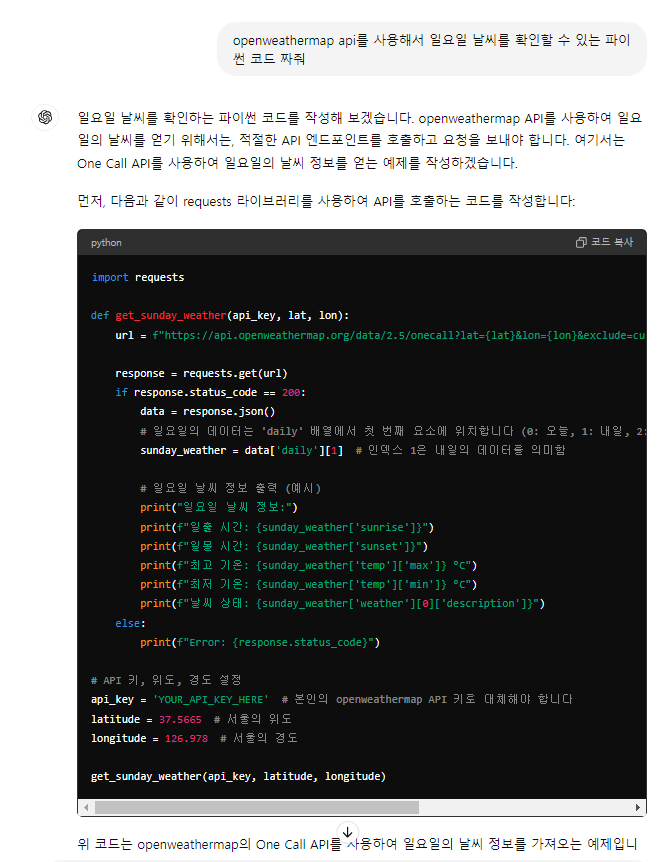 openweathermap api를 사용해서 일요일 날씨를 확인할 수 있는 파이
썬 코드 짜줘
일요일 날씨를 확인하는 파이썬 코드를 작성해 보겠습니다. openweathermap API를 사용하여 일요
일의 날씨를 얻기 위해서는, 적절한 API 엔드포인트를 호출하고 요청을 보내야 합니다. 여기서는
One Call API를 사용하여 일요일의 날씨 정보를 얻는 예제를 작성하겠습니다.
먼저, 다음과 같이 requests 라이브러리를 사용하여 API를 호출하는 코드를 작성합니다:
python 코드 복사
import requests
def get_sunday_weather(api_key, lat, lon):
    url = f"https://api.openweathermap.org/data/2.5/onecall?lat={lat}&lon={lon}&exclude=cu
    response = requests.get(url)
    if response.status_code == 200:
        data = response.json()
        # 일요일의 데이터는 'daily' 배열에서 첫 번째 요소에 위치합니다 (0: 오늘, 1: 내일, 2:
        sunday_weather = data['daily'][1]  # 인덱스 1은 내일의 데이터를 의미함
        # 일요일 날씨 정보 출력 (예시)
        print("일요일 날씨 정보:")
        print(f"일출 시간: {sunday_weather['sunrise']}")
        print(f"일몰 시간: {sunday_weather['sunset']}")
        print(f"최고 기온: {sunday_weather['temp']['max']} °C")
        print(f"최저 기온: {sunday_weather['temp']['min']} °C")
        print(f"날씨 상태: {sunday_weather['weather'][0]['description']}")
    else:
        print(f"Error: {response.status_code}")
# API 키, 위도, 경도 설정
api_key = 'YOUR_API_KEY_HERE'  # 본인의 openweathermap API 키로 대체해야 합니다
latitude = 37.5665  # 서울의 위도
longitude = 126.978  # 서울의 경도
get_sunday_weather(api_key, latitude, longitude)
위 코드는 openweathermap의 One Call API를 사용하여 일요일의 날씨 정보를 가져오는 예제입니